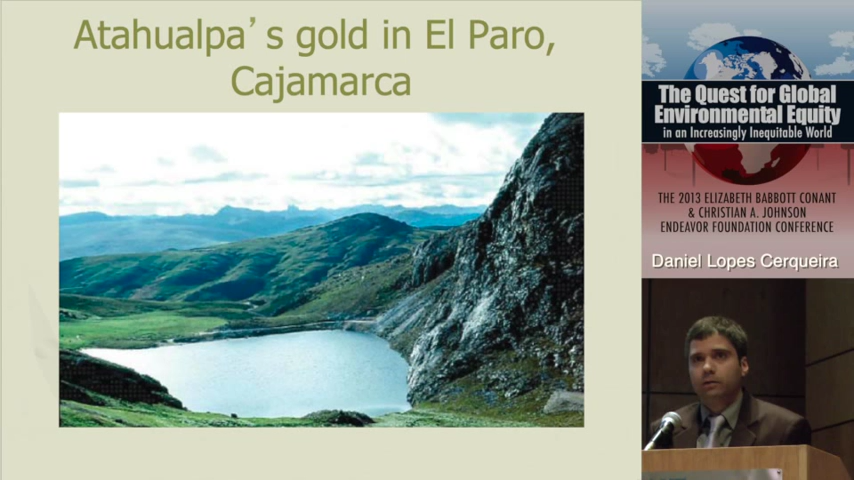 Atahualpa’s gold in El Paro,
Cajamarca
The Quest for Global
Environmental Equity
in an Increasingly Inequitable World
THE 2013 ELIZABETH BABBOTT CONANT
& CHRISTIAN A. JOHNSON
ENDEAVOR FOUNDATION CONFERENCE
Daniel Lopes Cerqueira